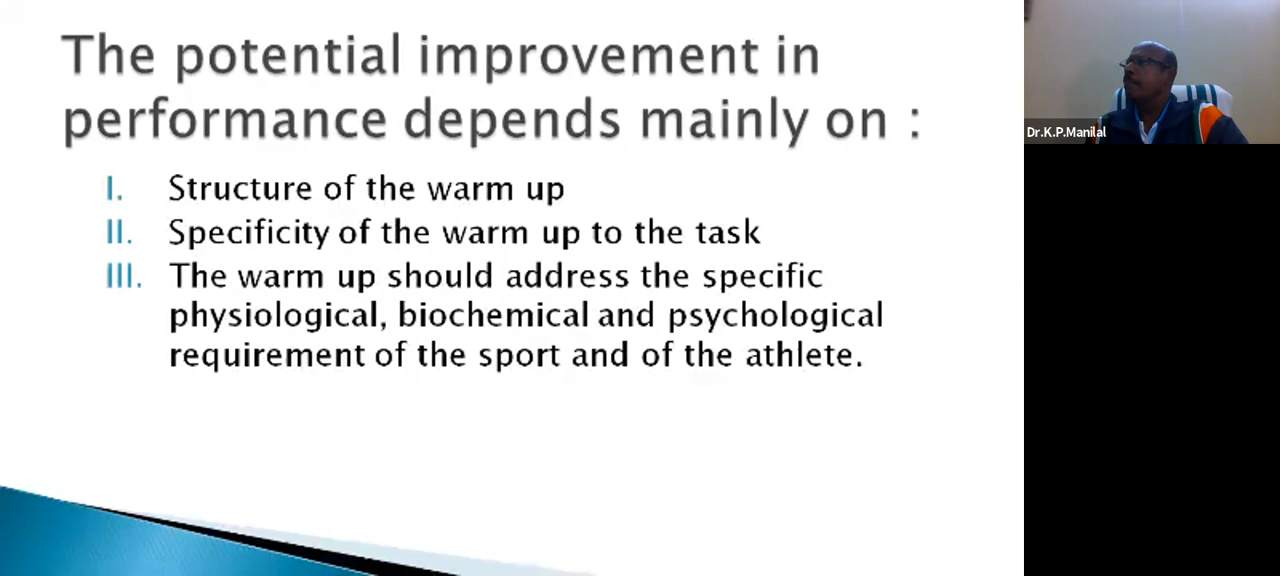 The potential improvement in
performance depends mainly on :
I. Structure of the warm up
II. Specificity of the warm up to the task
III. The warm up should address the specific
physiological, biochemical and psychological
requirement of the sport and of the athlete.
Dr.K.P.Manilal